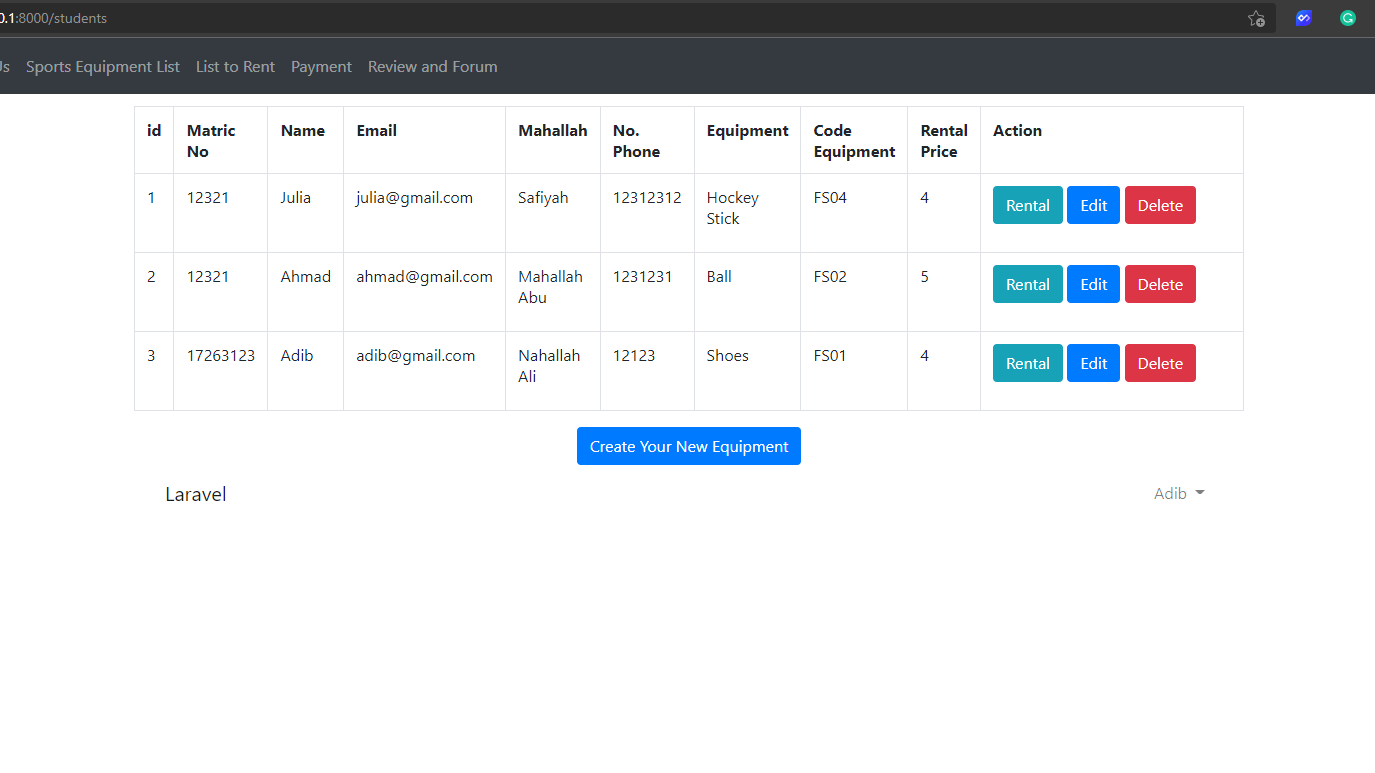 0.1:8000/students
Us Sports Equipment List List to Rent Payment Review and Forum
id Matric No Name Email Mahallah No. Phone Equipment Code Equipment Rental Price Action
1 12321 Julia julia@gmail.com Safiyah 12312312 Hockey Stick FS04 4 Rental Edit Delete
2 12321 Ahmad ahmad@gmail.com Mahallah Abu 1231231 Ball FS02 5 Rental Edit Delete
3 17263123 Adib adib@gmail.com Nahallah Ali 12123 Shoes FS01 4 Rental Edit Delete
Create Your New Equipment
Laravel Adib